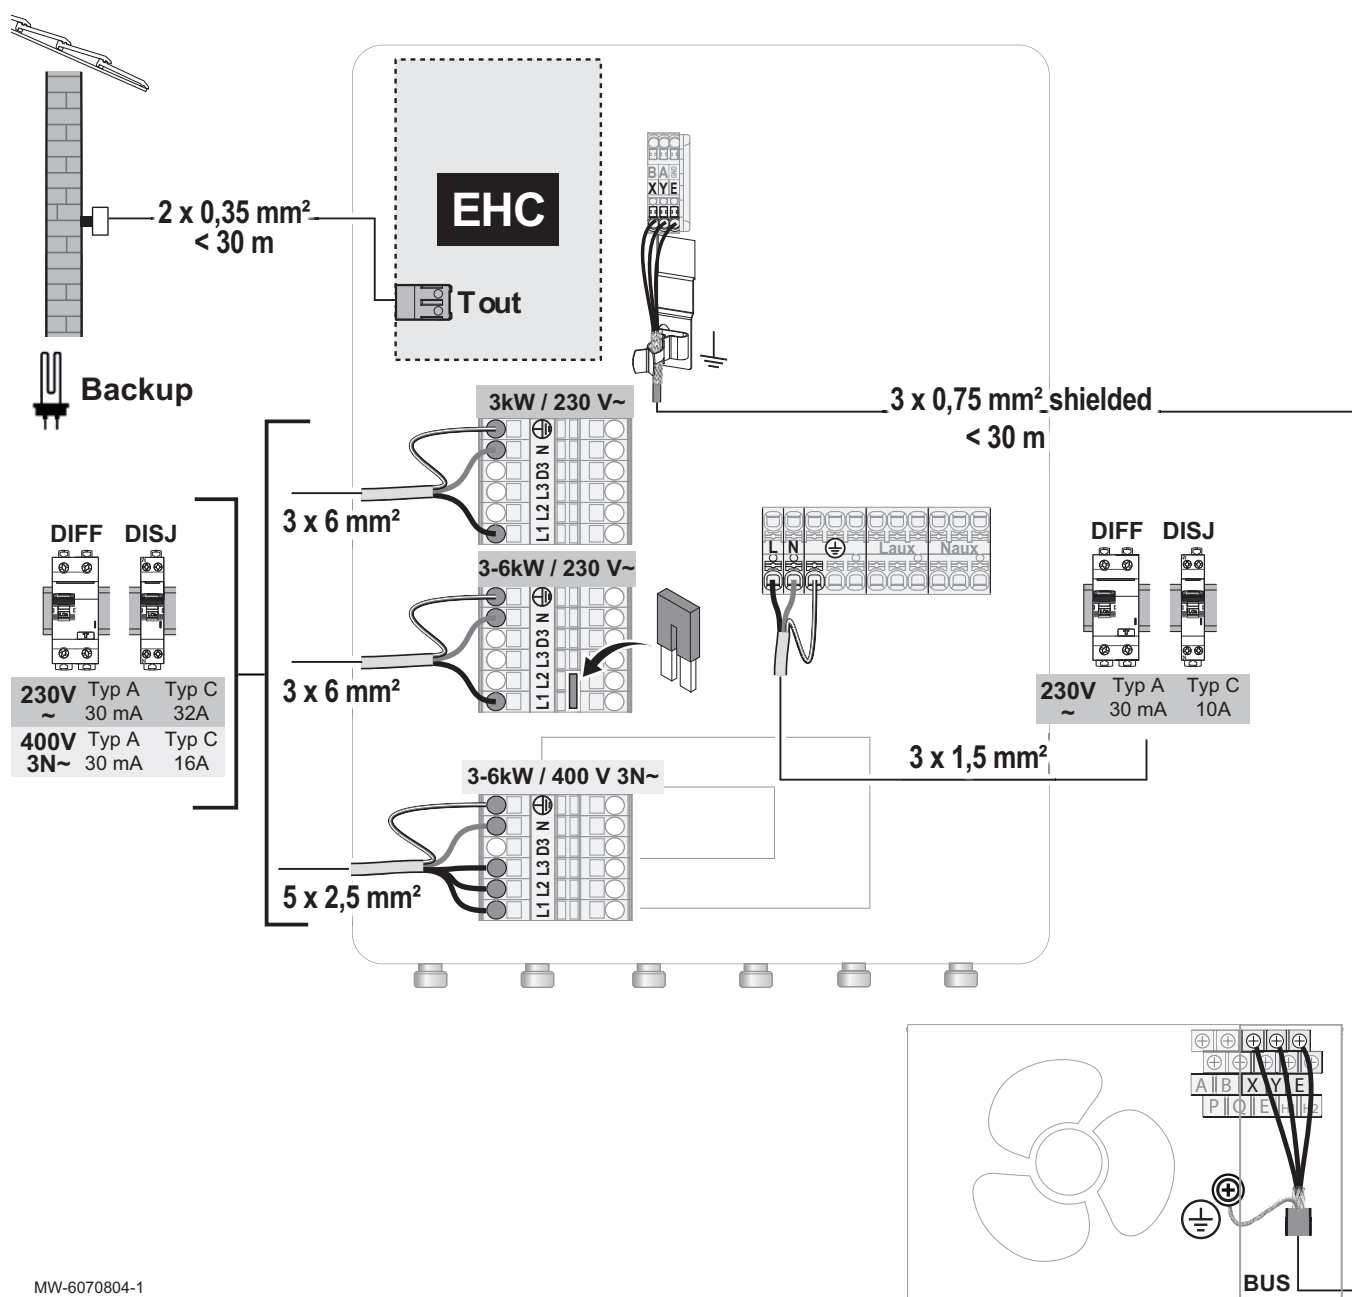 2 x 0,35 mm²
< 30 m
EHC
Tout
B A
X Y E
Backup
3kW / 230 V~
3 x 0,75 mm² shielded
< 30 m
L1 L2 L3 D3 N
3 x 6 mm²
DIFF DISJ
3-6kW / 230 V~
L1 L2 L3 D3 N
3 x 6 mm²
L N Laux Naux
DIFF DISJ
230V ~ Typ A 30 mA Typ C 32A
400V 3N~ Typ A 30 mA Typ C 16A
230V ~ Typ A 30 mA Typ C 10A
3 x 1,5 mm²
3-6kW / 400 V 3N~
L1 L2 L3 D3 N
5 x 2,5 mm²
A B X Y E
P Q E H1 H2
BUS
MW-6070804-1